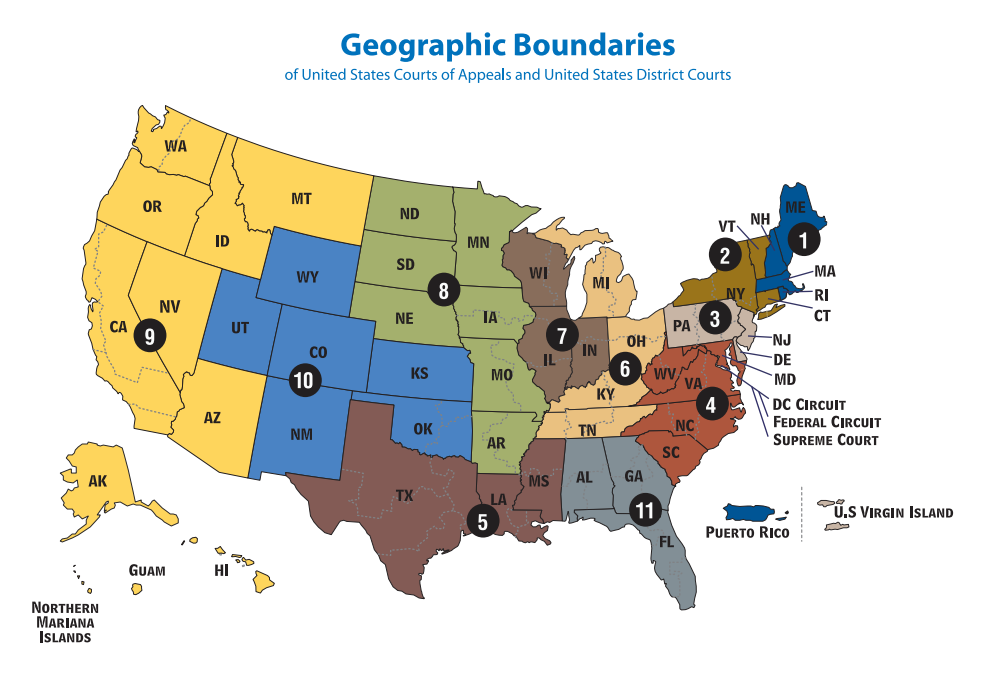 Geographic Boundaries
of United States Courts of Appeals and United States District Courts
WA
MT
OR
ID
ND
MN
SD
WY
NE
8
IA
WI
MI
VT
NH
ME
1
2
MA
NY
RI
CT
3
PA
NJ
DE
MD
DC CIRCUIT
FEDERAL CIRCUIT
SUPREME COURT
NV
CA
9
UT
CO
10
KS
MO
7
IL
IN
OH
6
WV
VA
4
KY
NC
TN
SC
AZ
NM
OK
AR
TX
LA
5
MS
AL
GA
11
FL
AK
HI
GUAM
NORTHERN
MARIANA
ISLANDS
PUERTO RICO
U.S VIRGIN ISLAND